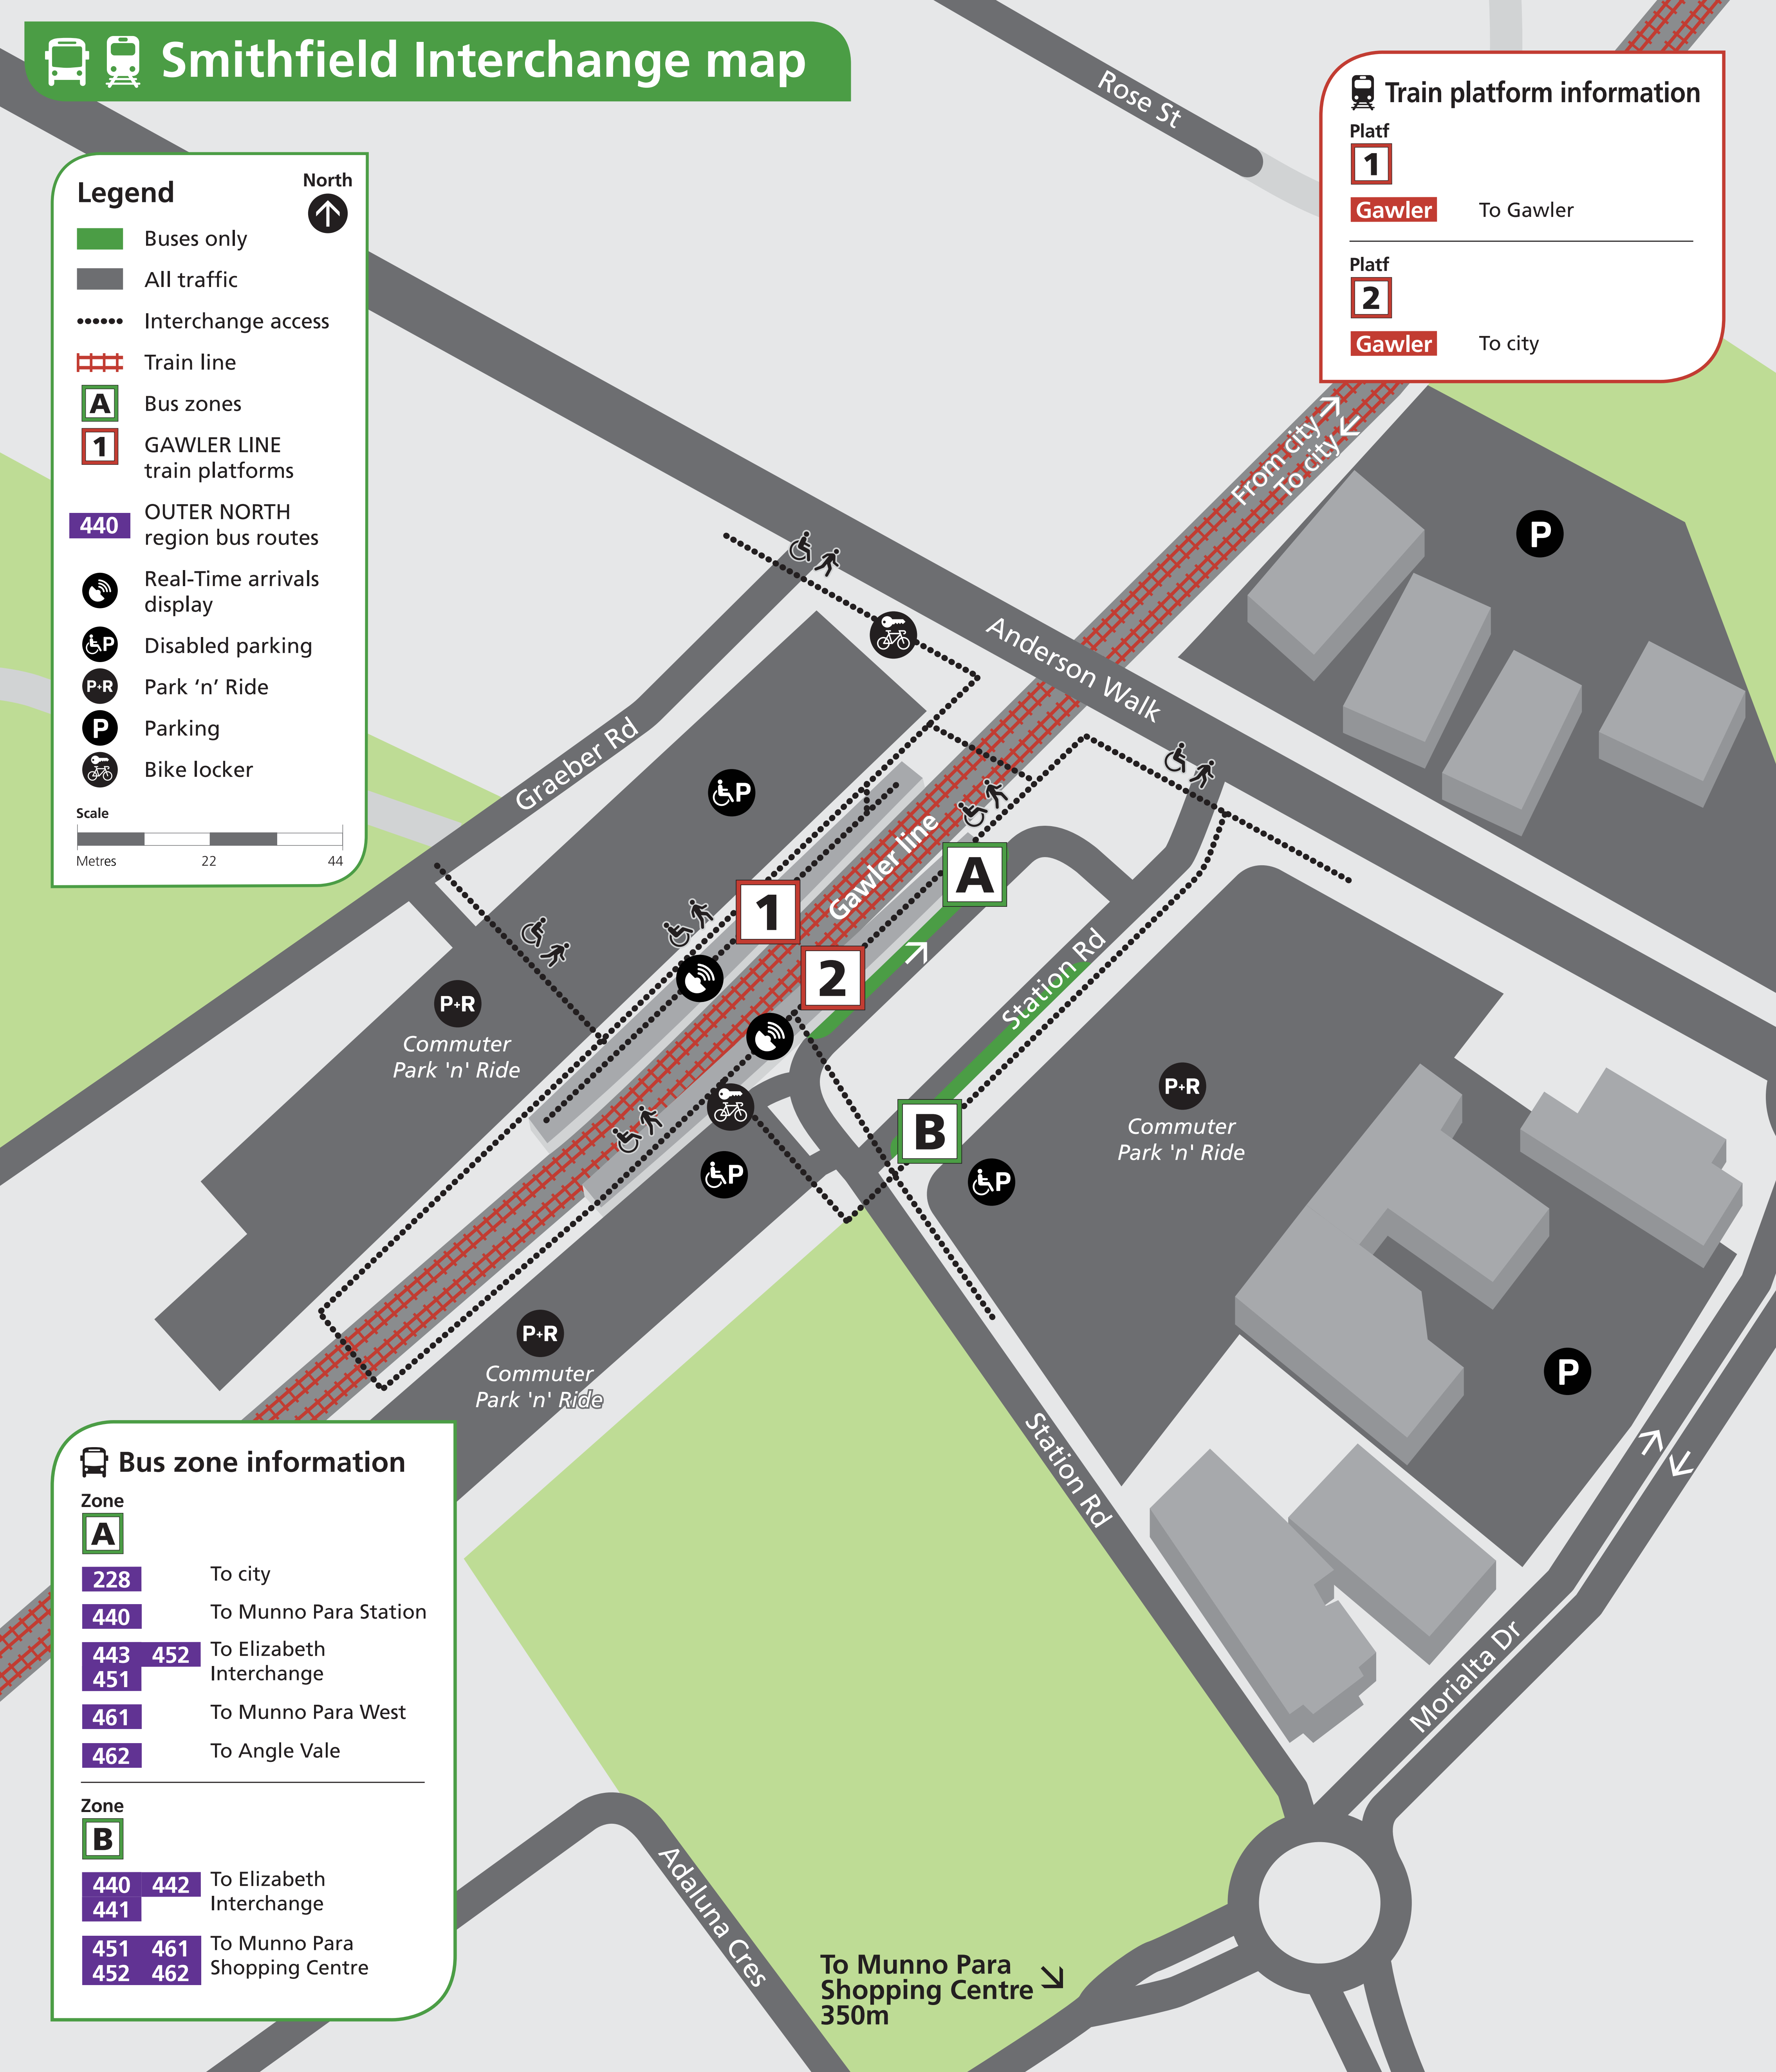 Smithfield Interchange map
Legend
North
Buses only
All traffic
Interchange access
Train line
A
Bus zones
1
GAWLER LINE
train platforms
440
OUTER NORTH
region bus routes
Real-Time arrivals
display
P
Disabled parking
P+R
Park ‘n’ Ride
P
Parking
Bike locker
Scale
Metres 22 44
Train platform information
Platf
1
Gawler To Gawler
Platf
2
Gawler To city
Rose St
From city
To city
P
Anderson Walk
Graeber Rd
P
Gawler line
A
1
2
Station Rd
P+R
Commuter
Park 'n' Ride
P+R
Commuter
Park 'n' Ride
B
P
P
P+R
Commuter
Park 'n' Ride
P
Station Rd
Morialta Dr
Adaluna Cres
To Munno Para
Shopping Centre
350m
Bus zone information
Zone
A
228 To city
440 To Munno Para Station
443 452 To Elizabeth
451 Interchange
461 To Munno Para West
462 To Angle Vale
Zone
B
440 442 To Elizabeth
441 Interchange
451 461 To Munno Para
452 462 Shopping Centre